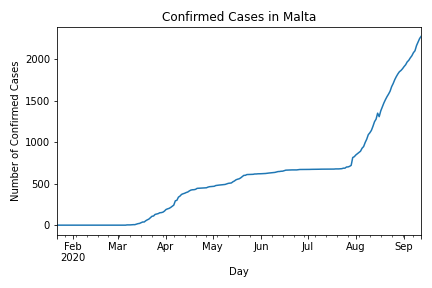 Confirmed Cases in Malta
Number of Confirmed Cases
2000
1500
1000
500
0
Feb Mar Apr May Jun Jul Aug Sep
2020
Day